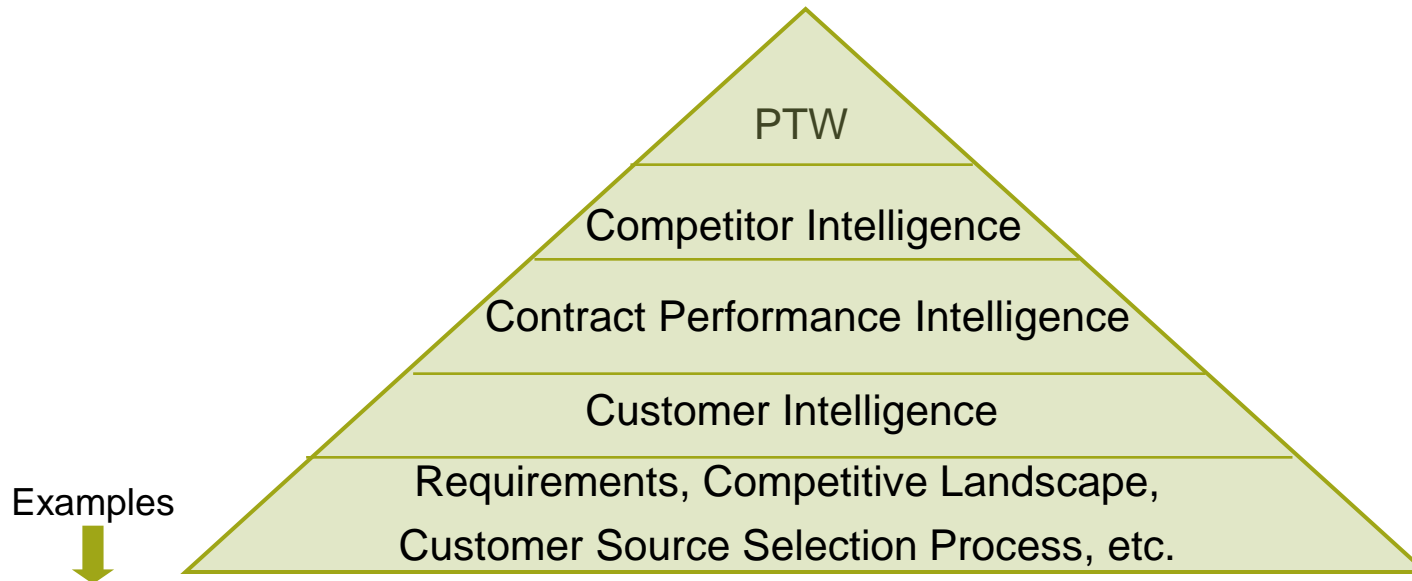 PTW
Competitor Intelligence
Contract Performance Intelligence
Customer Intelligence
Requirements, Competitive Landscape,
Customer Source Selection Process, etc.
Examples